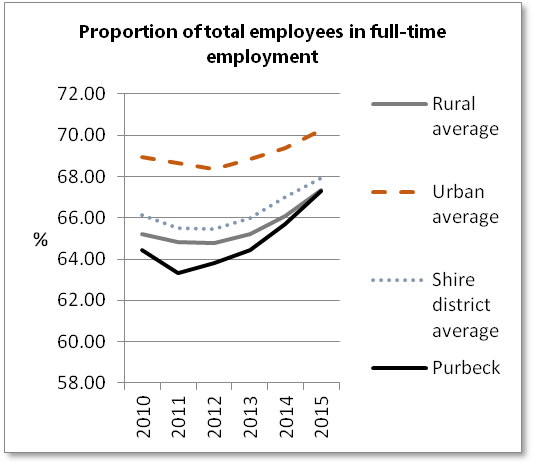 Proportion of total employees in full-time
employment
72.00
70.00
68.00
66.00
64.00
62.00
60.00
58.00
%
2010
2011
2012
2013
2014
2015
Rural
average
Urban
average
Shire
district
average
Purbeck